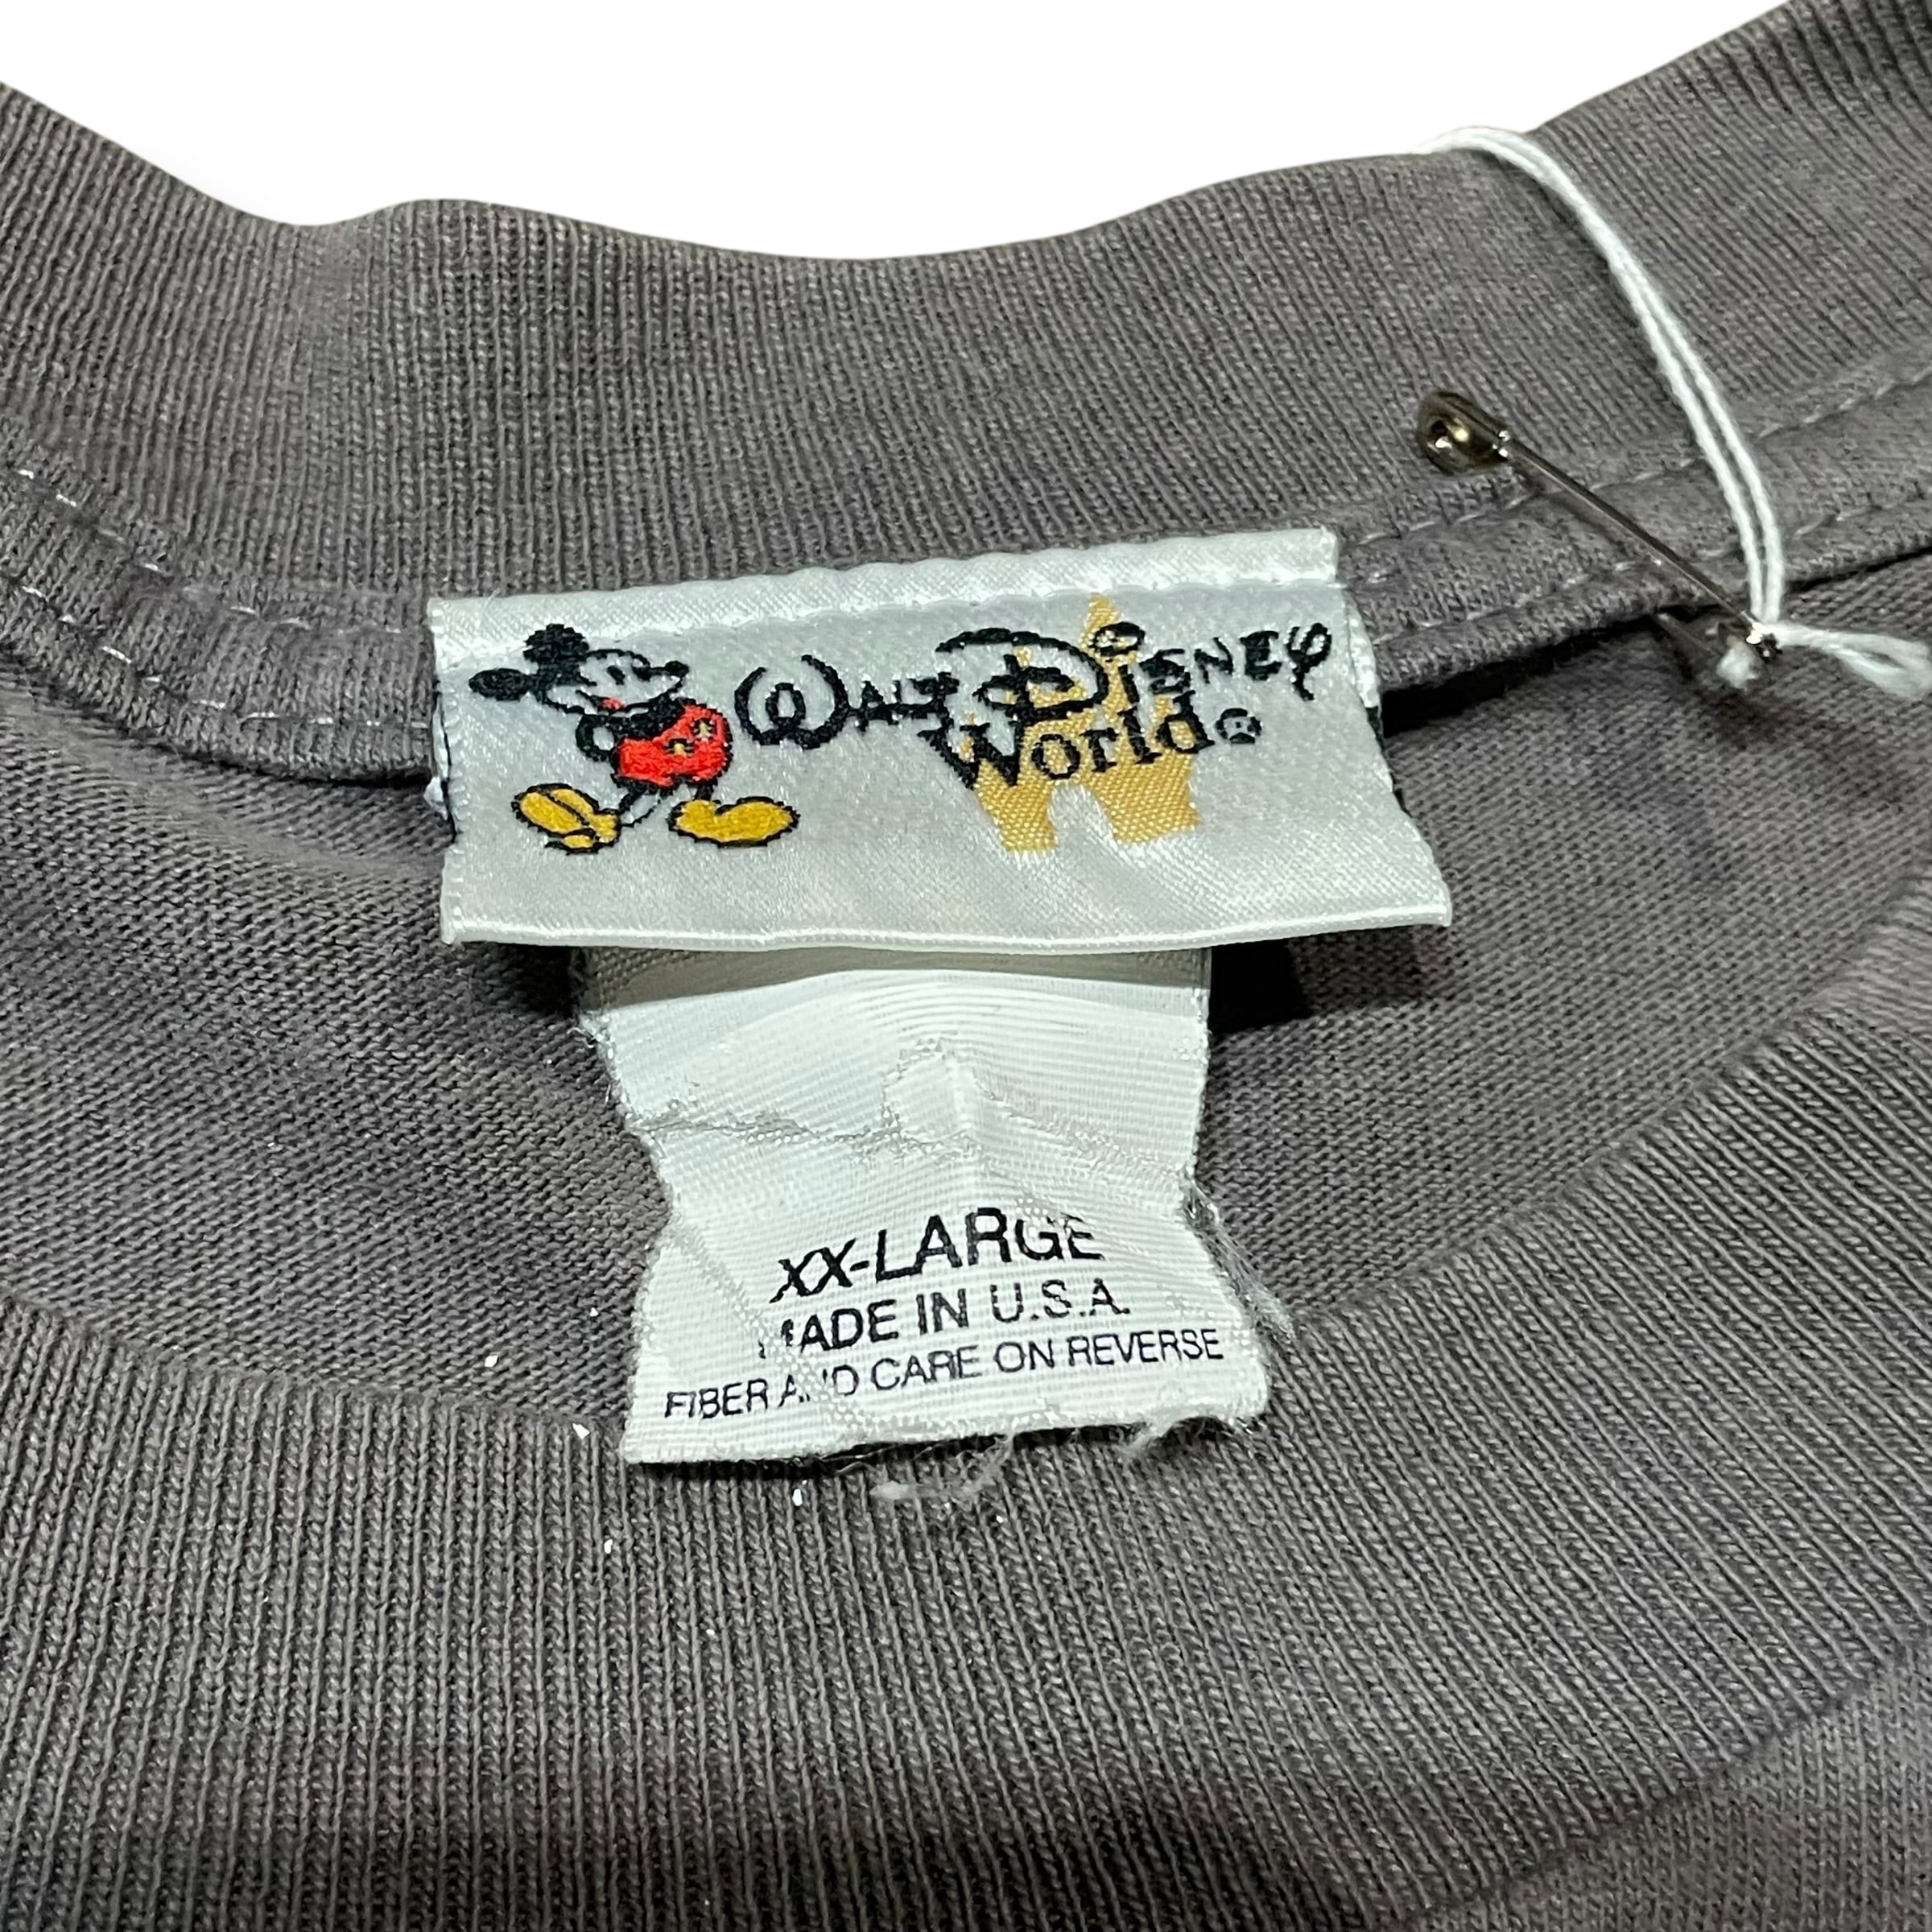 Walt Disney
World®
XX-LARGE
MADE IN U.S.A.
FIBER AND CARE ON REVERSE